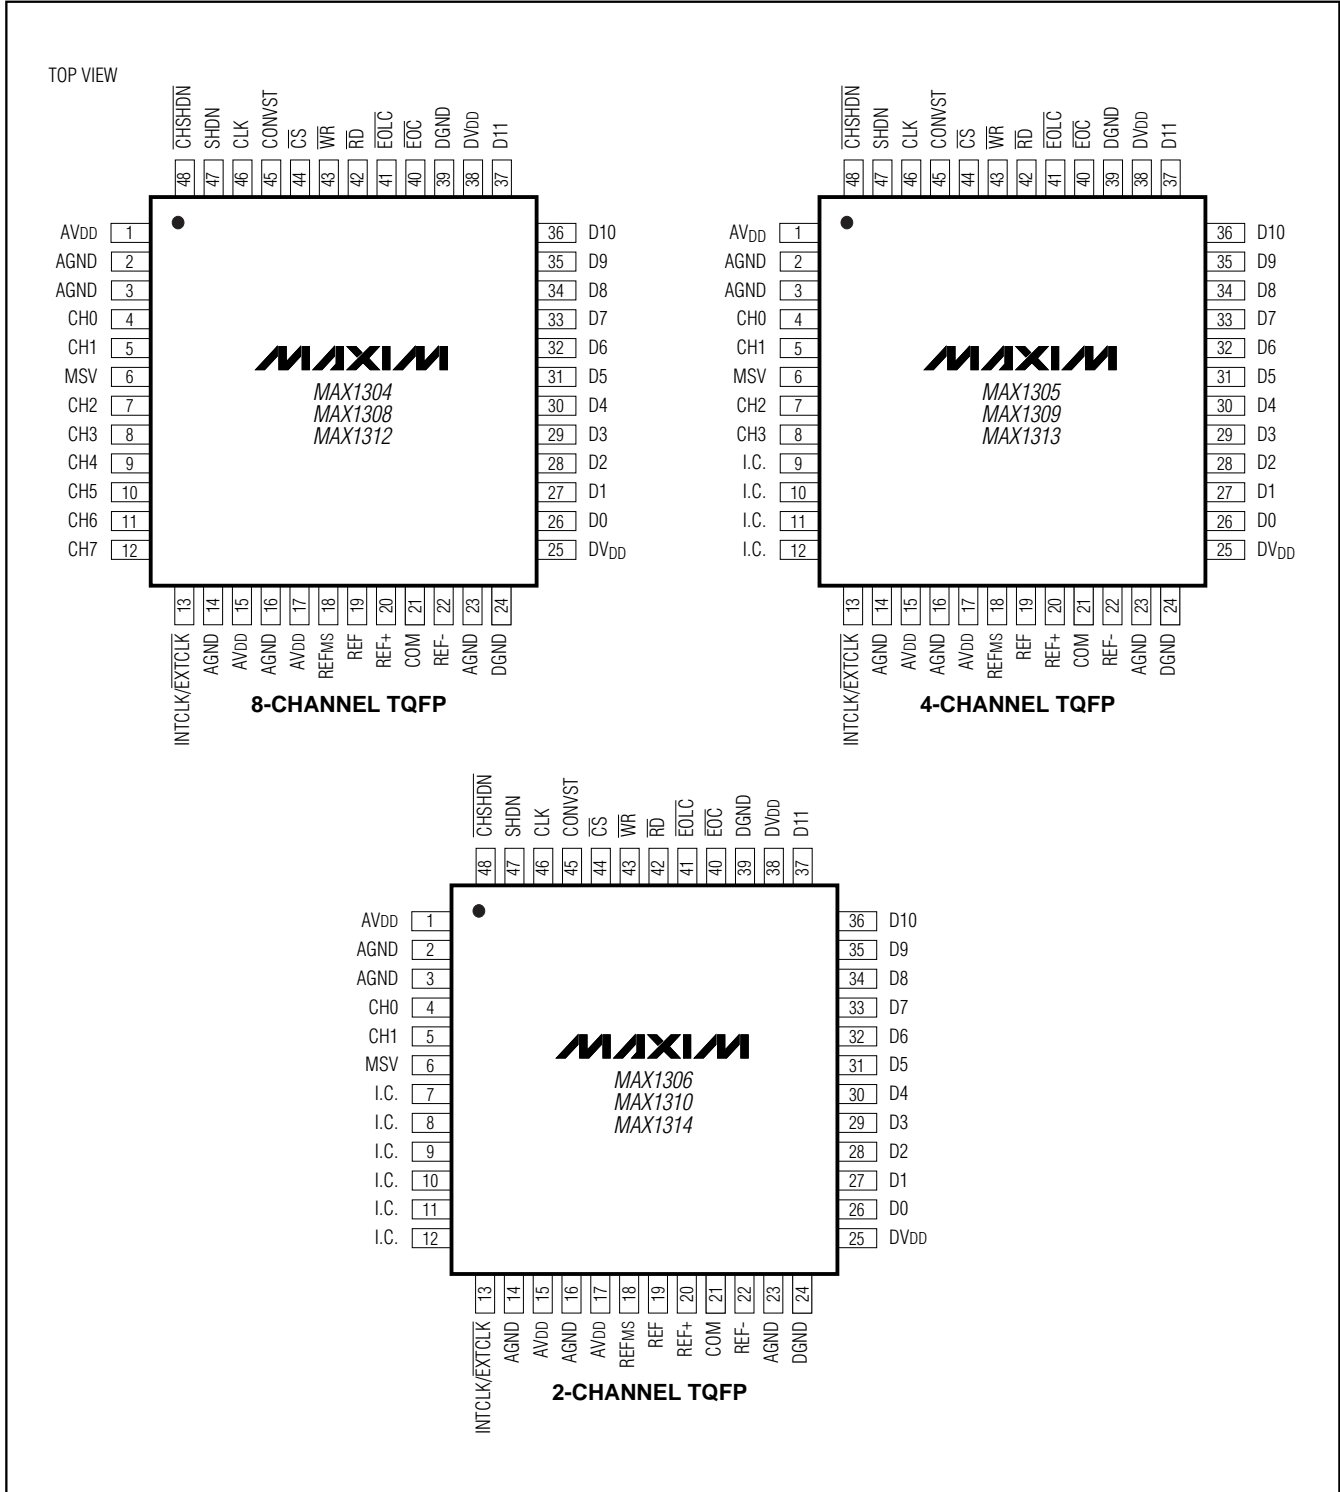 TOP VIEW
CHSHDN SHDN CLK CONVST CS WR RD EOLC EOC DGND DVDD D11
48 47 46 45 44 43 42 41 40 39 38 37
AVDD 1 36 D10
AGND 2 35 D9
AGND 3 34 D8
CH0 4 33 D7
CH1 5 32 D6
MSV 6 31 D5
CH2 7 30 D4
CH3 8 29 D3
CH4 9 28 D2
CH5 10 27 D1
CH6 11 26 D0
CH7 12 25 DVDD
MAXIM
MAX1304
MAX1308
MAX1312
13 14 15 16 17 18 19 20 21 22 23 24
INTCLK/EXTCLK AGND AVDD AGND AVDD REFMS REF REF+ COM REF- AGND DGND
8-CHANNEL TQFP
CHSHDN SHDN CLK CONVST CS WR RD EOLC EOC DGND DVDD D11
48 47 46 45 44 43 42 41 40 39 38 37
AVDD 1 36 D10
AGND 2 35 D9
AGND 3 34 D8
CH0 4 33 D7
CH1 5 32 D6
MSV 6 31 D5
CH2 7 30 D4
CH3 8 29 D3
I.C. 9 28 D2
I.C. 10 27 D1
I.C. 11 26 D0
I.C. 12 25 DVDD
MAXIM
MAX1305
MAX1309
MAX1313
13 14 15 16 17 18 19 20 21 22 23 24
INTCLK/EXTCLK AGND AVDD AGND AVDD REFMS REF REF+ COM REF- AGND DGND
4-CHANNEL TQFP
CHSHDN SHDN CLK CONVST CS WR RD EOLC EOC DGND DVDD D11
48 47 46 45 44 43 42 41 40 39 38 37
AVDD 1 36 D10
AGND 2 35 D9
AGND 3 34 D8
CH0 4 33 D7
CH1 5 32 D6
MSV 6 31 D5
I.C. 7 30 D4
I.C. 8 29 D3
I.C. 9 28 D2
I.C. 10 27 D1
I.C. 11 26 D0
I.C. 12 25 DVDD
MAXIM
MAX1306
MAX1310
MAX1314
13 14 15 16 17 18 19 20 21 22 23 24
INTCLK/EXTCLK AGND AVDD AGND AVDD REFMS REF REF+ COM REF- AGND DGND
2-CHANNEL TQFP